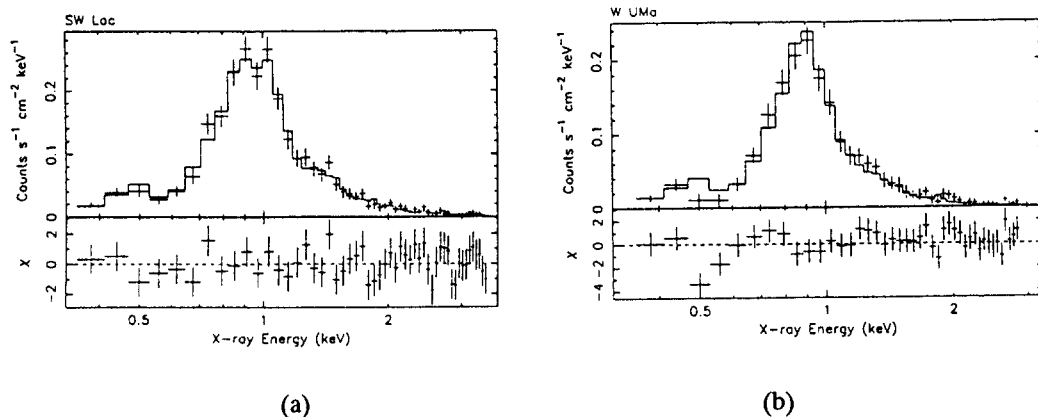 SW Lac
Counts s⁻¹ cm⁻² keV⁻¹
0.2
0.1
0
χ
2
0
−2
0.5
1
2
X-ray Energy (keV)
(a)
W UMa
Counts s⁻¹ cm⁻² keV⁻¹
0.2
0.1
0
χ
2
0
−2
−4
0.5
1
2
X-ray Energy (keV)
(b)